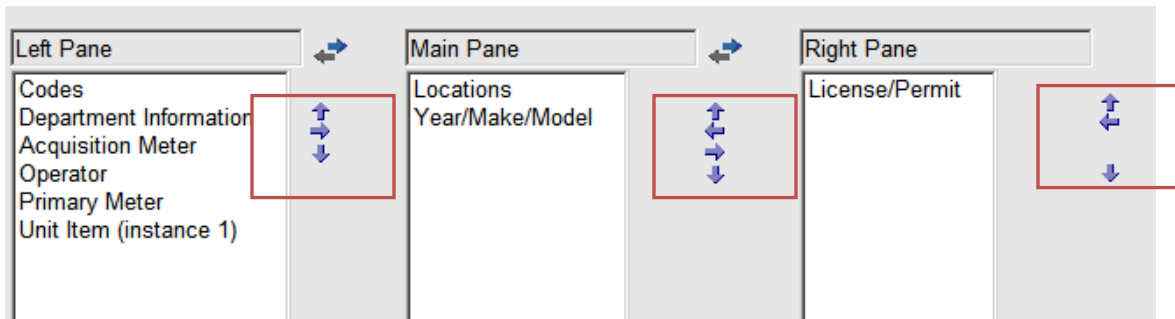 Left Pane
Main Pane
Right Pane
Codes
Department Information
Acquisition Meter
Operator
Primary Meter
Unit Item (instance 1)
Locations
Year/Make/Model
License/Permit